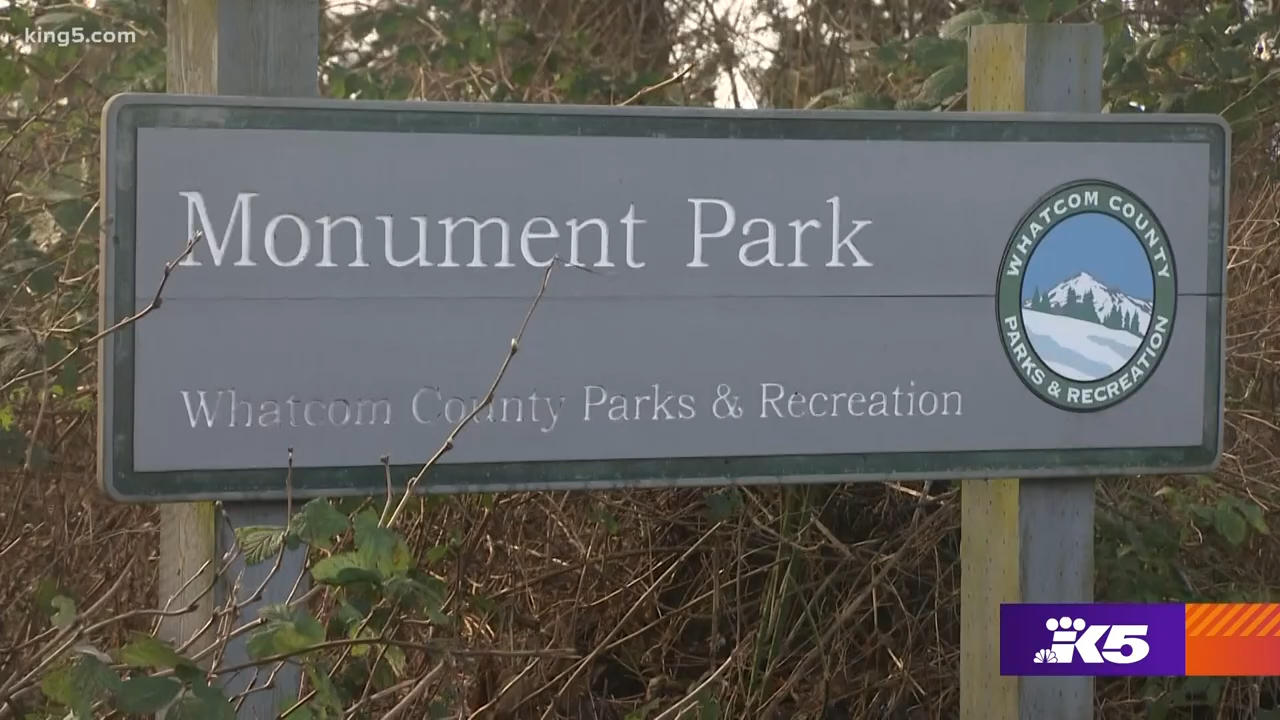 king5.com
Monument Park
Whatcom County Parks & Recreation
WHATCOM COUNTY
PARKS & RECREATION
K5